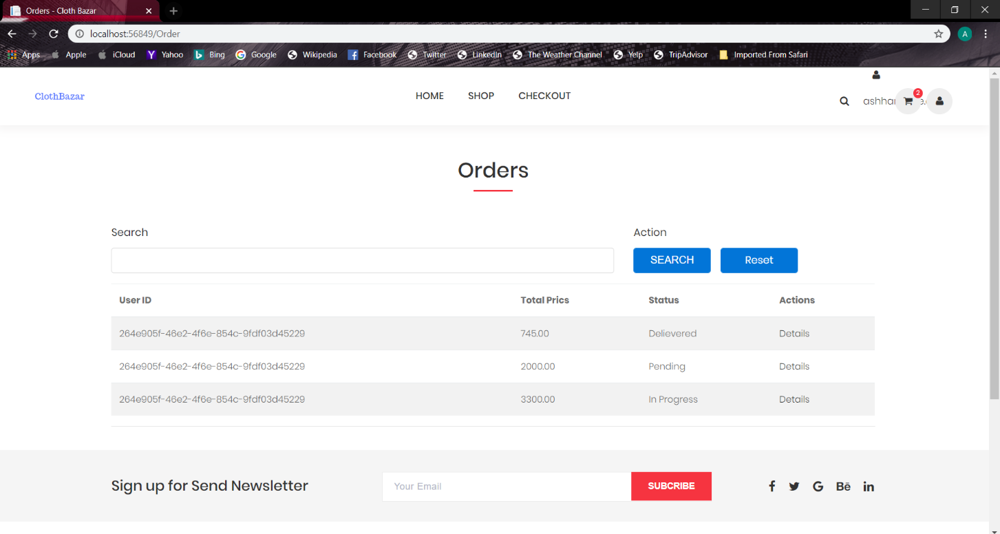 Orders - Cloth Bazar
localhost:56849/Order
A
Apps Apple iCloud Yahoo Bing Google Wikipedia Facebook Twitter LinkedIn The Weather Channel Yelp TripAdvisor Imported From Safari
ClothBazar HOME SHOP CHECKOUT 2
Orders
Search Action
SEARCH Reset
User ID Total Prics Status Actions
264e905f-46e2-4f6e-854c-9fdf03d45229 745.00 Delievered Details
264e905f-46e2-4f6e-854c-9fdf03d45229 2000.00 Pending Details
264e905f-46e2-4f6e-854c-9fdf03d45229 3300.00 In Progress Details
Sign up for Send Newsletter Your Email SUBCRIBE